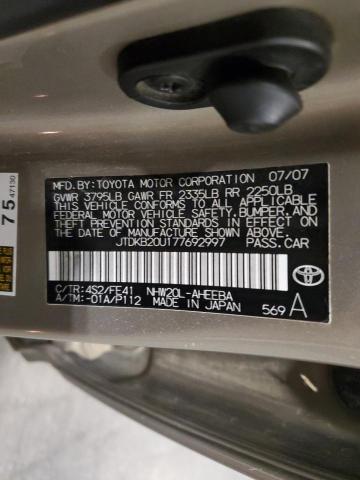 MFD.BY:TOYOTA MOTOR CORPORATION 07/07
GVWR 3795LB GAWR FR 2335LB RR 2250LB
THIS VEHICLE CONFORMS TO ALL APPLICABLE
FEDERAL MOTOR VEHICLE SAFETY,BUMPER,AND
THEFT PREVENTION STANDARDS IN EFFECT ON
THE DATE OF MANUFACTURE SHOWN ABOVE.
JTDKB20U177692997 PASS.CAR
C/TR:4S2/FE41 NHW20L-AHEEBA
A/TM:-01A/P112 MADE IN JAPAN
569 A
75 47130